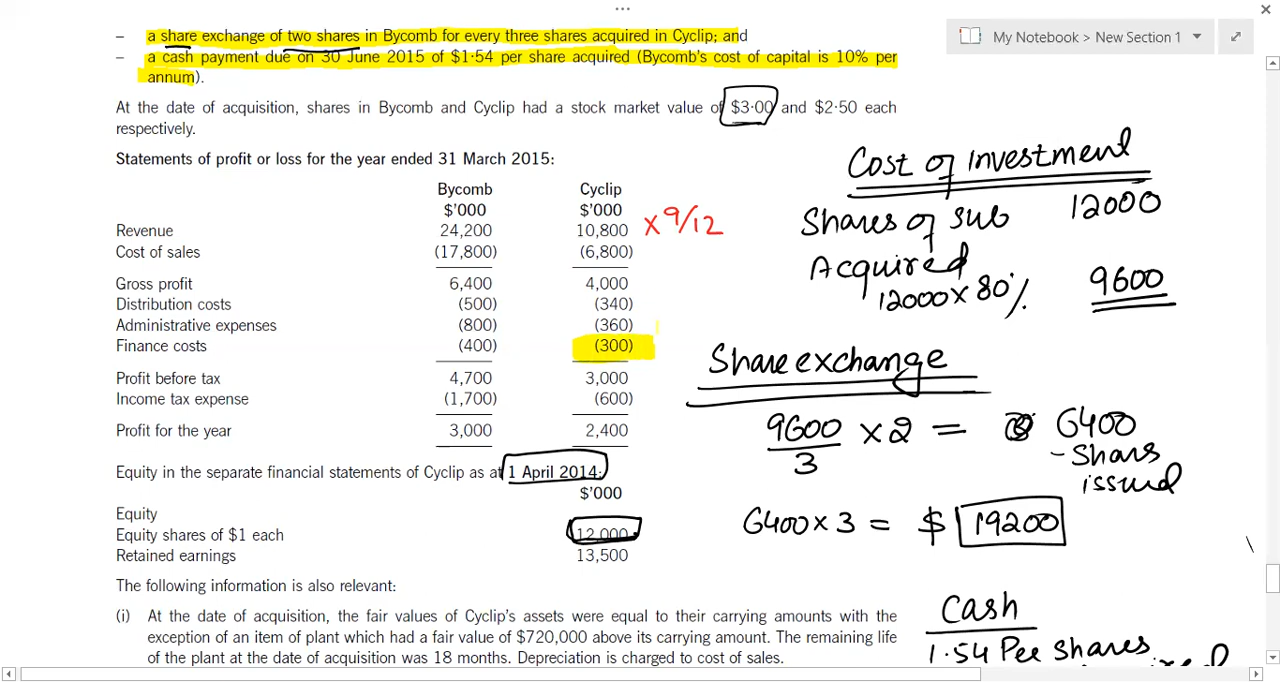 ...
– a share exchange of two shares in Bycomb for every three shares acquired in Cyclip; and
– a cash payment due on 30 June 2015 of $1·54 per share acquired (Bycomb's cost of capital is 10% per
annum).
My Notebook > New Section 1
At the date of acquisition, shares in Bycomb and Cyclip had a stock market value of $3·00 and $2·50 each
respectively.
Statements of profit or loss for the year ended 31 March 2015:
Bycomb Cyclip
$'000 $'000
Revenue 24,200 10,800
Cost of sales (17,800) (6,800)
Gross profit 6,400 4,000
Distribution costs (500) (340)
Administrative expenses (800) (360)
Finance costs (400) (300)
Profit before tax 4,700 3,000
Income tax expense (1,700) (600)
Profit for the year 3,000 2,400
Equity in the separate financial statements of Cyclip as at 1 April 2014:
$'000
Equity
Equity shares of $1 each 12,000
Retained earnings 13,500
The following information is also relevant:
(i) At the date of acquisition, the fair values of Cyclip's assets were equal to their carrying amounts with the
exception of an item of plant which had a fair value of $720,000 above its carrying amount. The remaining life
of the plant at the date of acquisition was 18 months. Depreciation is charged to cost of sales.
x 9/12
Cost of investment
Shares of sub 12000
Acquired
12000 x 80% 9600
Share exchange
9600/3 x 2 = 6400
- Shars
issued
6400 x 3 = $ 19200
Cash
1.54 Per shares